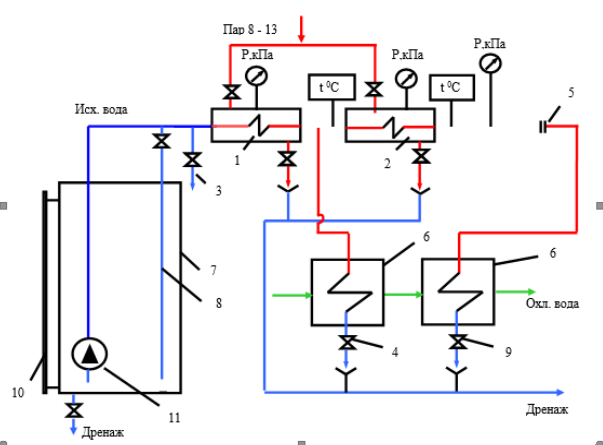 Пар 8 - 13
Р,кПа
Р,кПа
Р,кПа
t ⁰C
t ⁰C
5
Исх. вода
1
2
3
6
6
7
8
Охл. вода
4
9
10
11
Дренаж
Дренаж